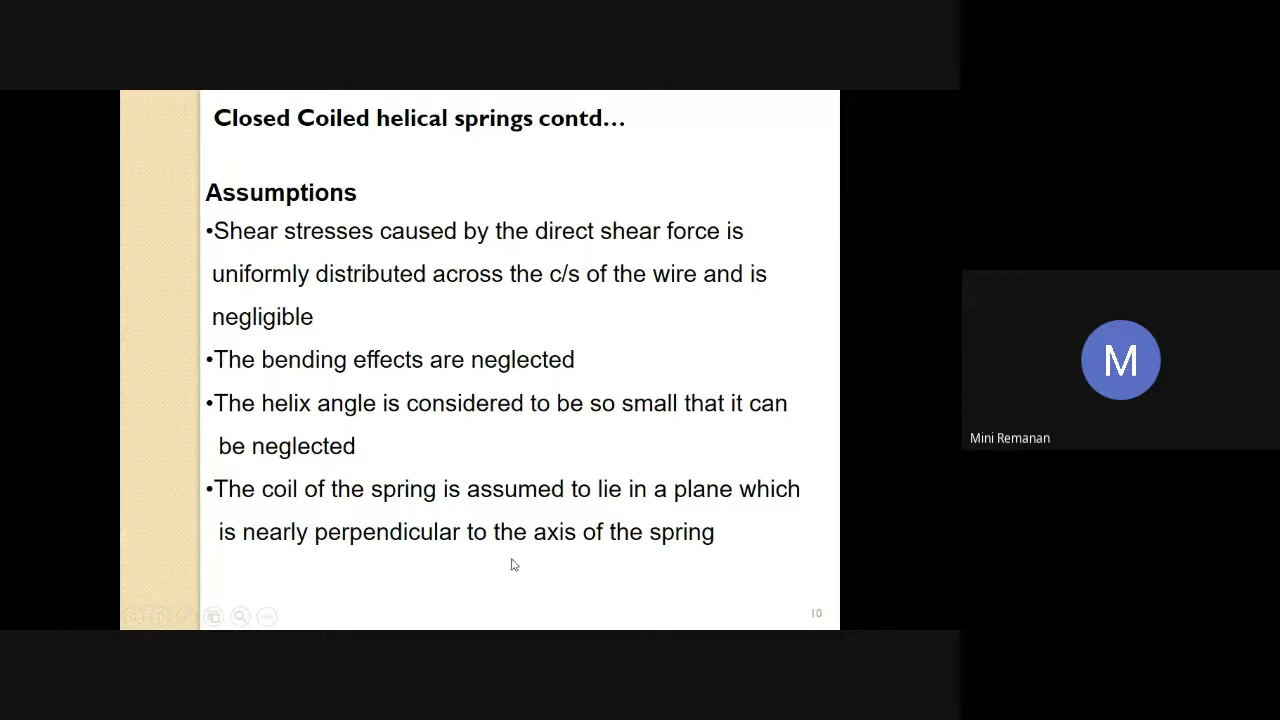 Closed Coiled helical springs contd...
Assumptions
•Shear stresses caused by the direct shear force is
uniformly distributed across the c/s of the wire and is
negligible
•The bending effects are neglected
•The helix angle is considered to be so small that it can
be neglected
•The coil of the spring is assumed to lie in a plane which
is nearly perpendicular to the axis of the spring
10
M
Mini Remanan